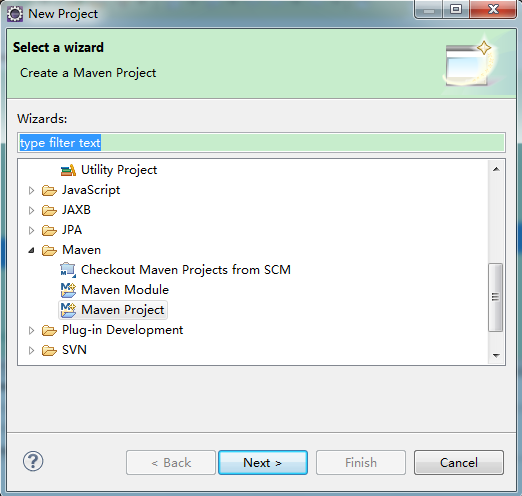 New Project
Select a wizard
Create a Maven Project
Wizards:
type filter text
Utility Project
JavaScript
JAXB
JPA
Maven
Checkout Maven Projects from SCM
Maven Module
Maven Project
Plug-in Development
SVN
< Back
Next >
Finish
Cancel